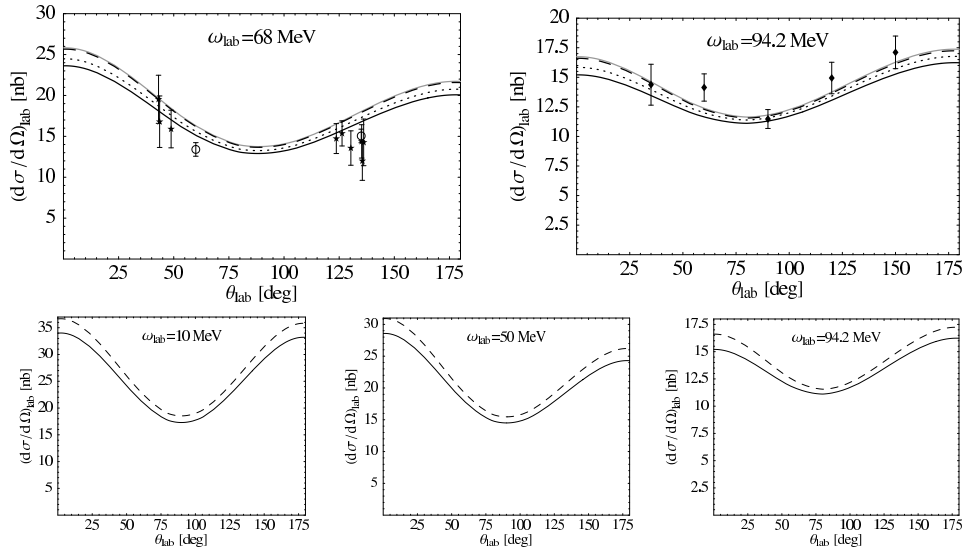 ω_lab=68 MeV
(dσ/dΩ)_lab [nb]
30
25
20
15
10
5
25 50 75 100 125 150 175
θ_lab [deg]
ω_lab=94.2 MeV
(dσ/dΩ)_lab [nb]
20
17.5
15
12.5
10
7.5
5
2.5
25 50 75 100 125 150 175
θ_lab [deg]
ω_lab=10 MeV
(dσ/dΩ)_lab [nb]
35
30
25
20
15
10
5
25 50 75 100 125 150 175
θ_lab [deg]
ω_lab=50 MeV
(dσ/dΩ)_lab [nb]
30
25
20
15
10
5
25 50 75 100 125 150 175
θ_lab [deg]
ω_lab=94.2 MeV
(dσ/dΩ)_lab [nb]
17.5
15
12.5
10
7.5
5
2.5
25 50 75 100 125 150 175
θ_lab [deg]